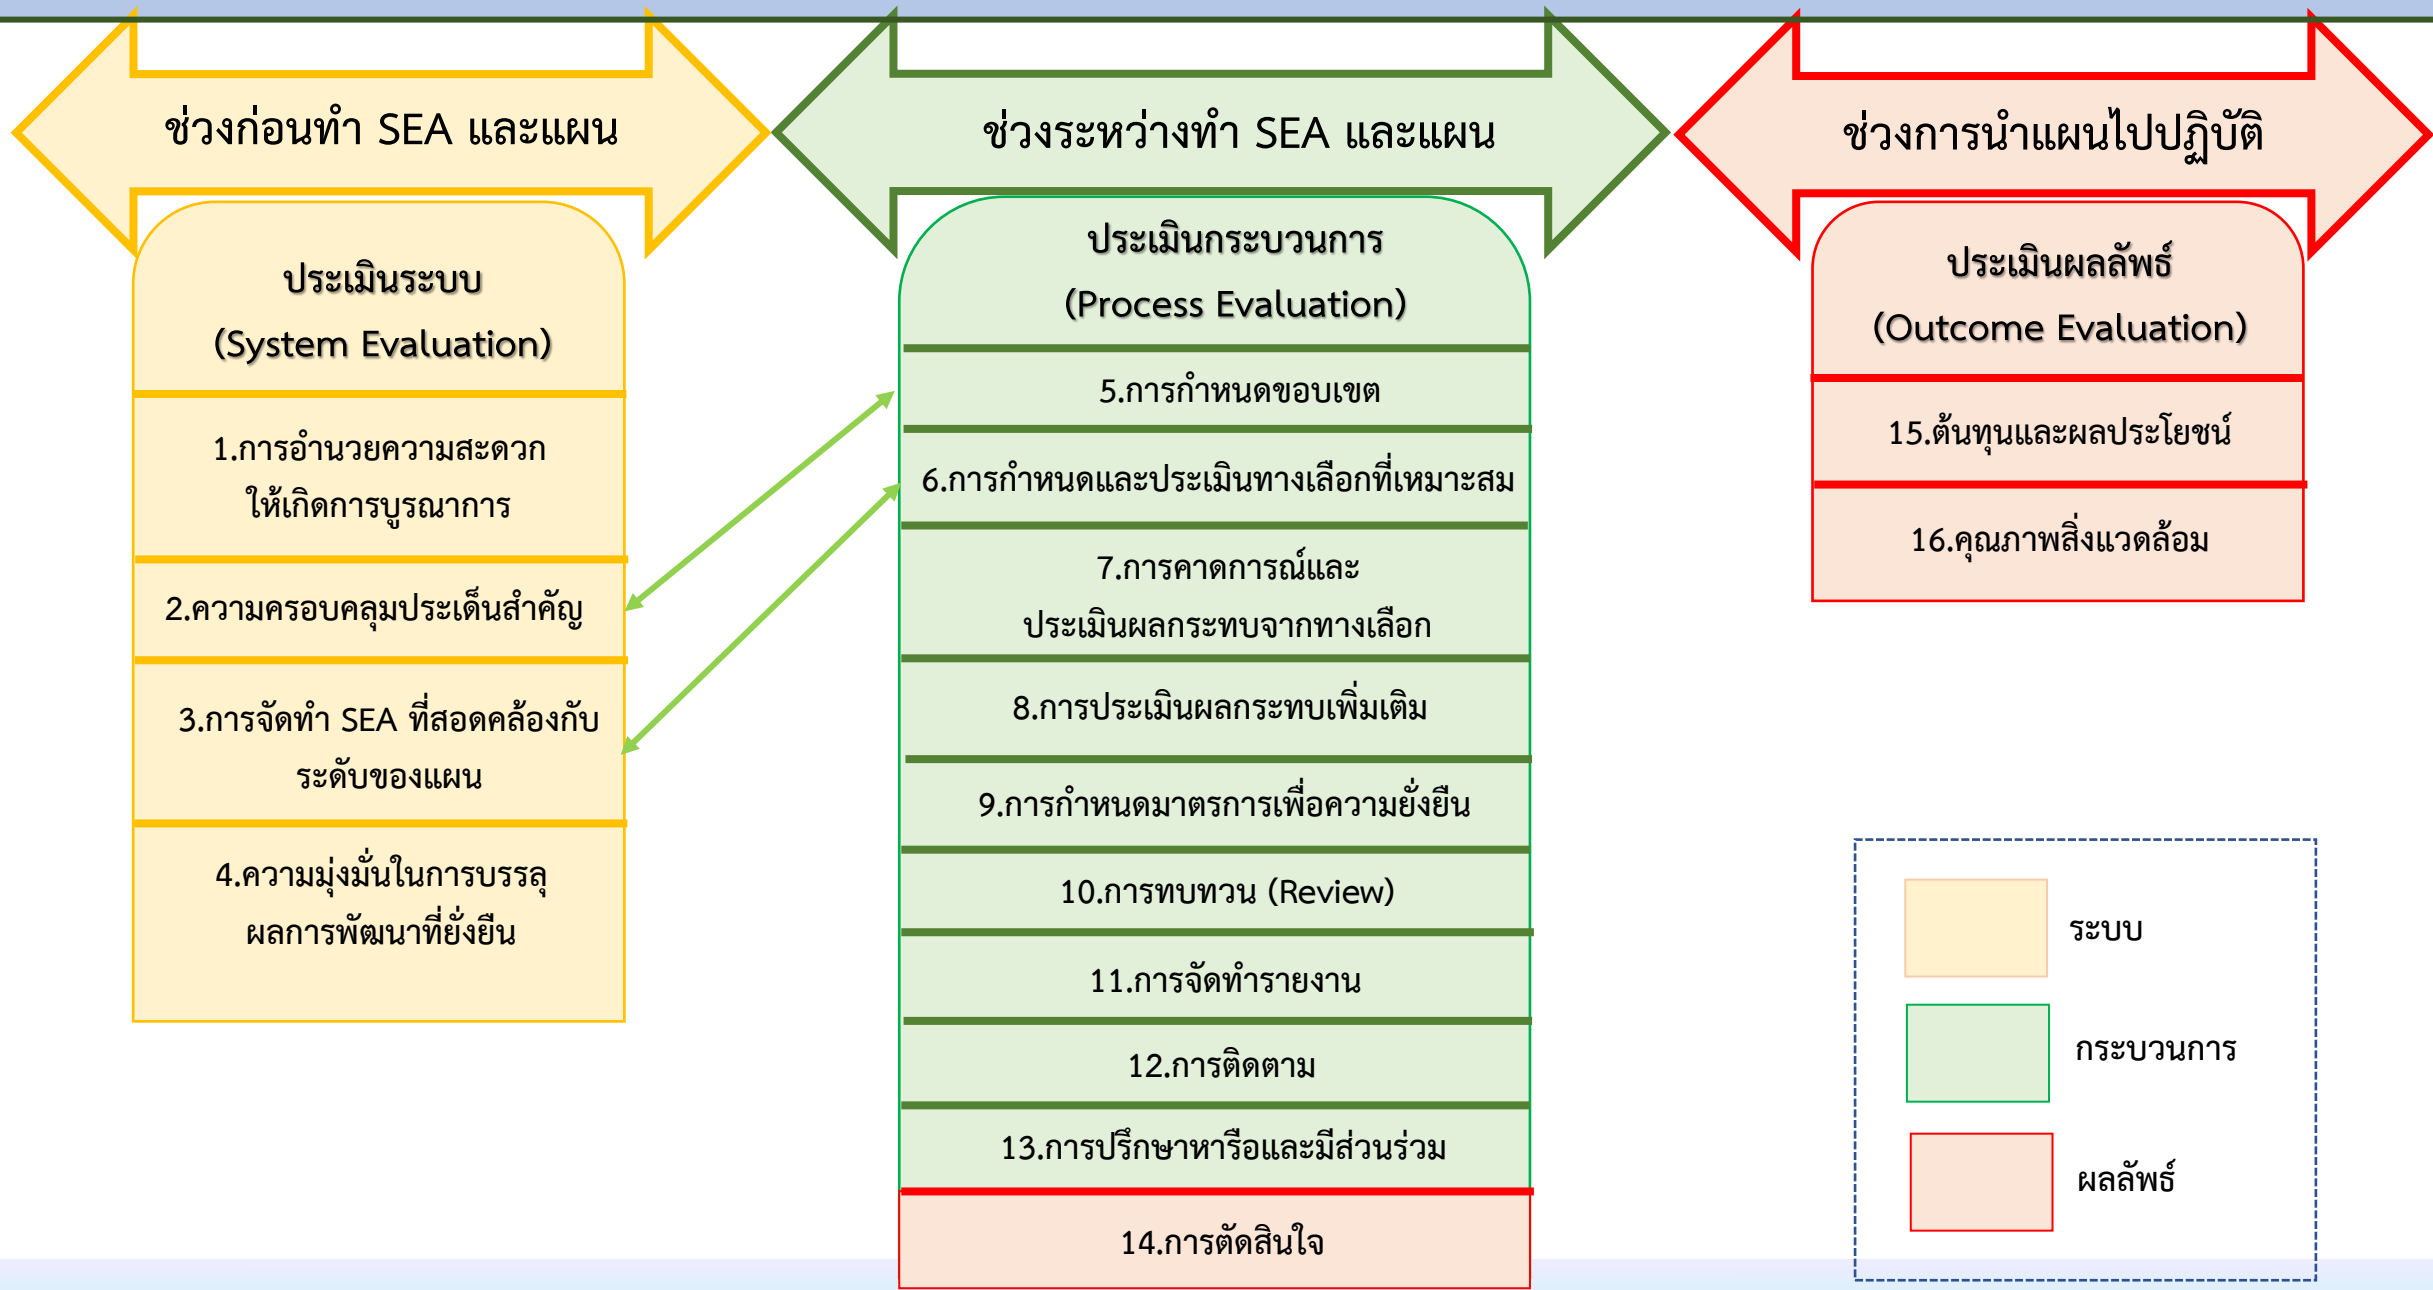 ช่วงก่อนทำ SEA และแผน
ประเมินระบบ
(System Evaluation)
1.การอำนวยความสะดวก
ให้เกิดการบูรณาการ
2.ความครอบคลุมประเด็นสำคัญ
3.การจัดทำ SEA ที่สอดคล้องกับ
ระดับของแผน
4.ความมุ่งมั่นในการบรรลุ
ผลการพัฒนาที่ยั่งยืน
ช่วงระหว่างทำ SEA และแผน
ประเมินกระบวนการ
(Process Evaluation)
5.การกำหนดขอบเขต
6.การกำหนดและประเมินทางเลือกที่เหมาะสม
7.การคาดการณ์และ
ประเมินผลกระทบจากทางเลือก
8.การประเมินผลกระทบเพิ่มเติม
9.การกำหนดมาตรการเพื่อความยั่งยืน
10.การทบทวน (Review)
11.การจัดทำรายงาน
12.การติดตาม
13.การปรึกษาหารือและมีส่วนร่วม
14.การตัดสินใจ
ช่วงการนำแผนไปปฏิบัติ
ประเมินผลลัพธ์
(Outcome Evaluation)
15.ต้นทุนและผลประโยชน์
16.คุณภาพสิ่งแวดล้อม
ระบบ
กระบวนการ
ผลลัพธ์